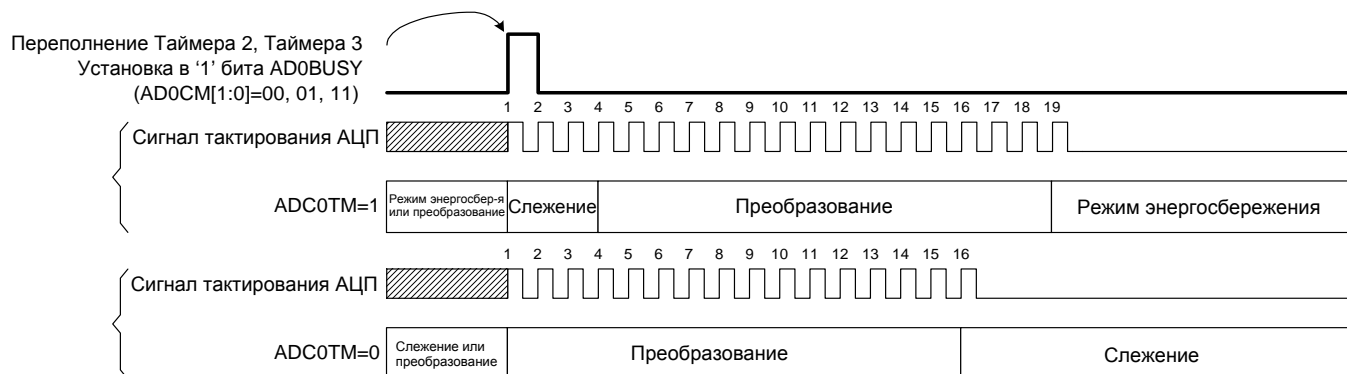 Переполнение Таймера 2, Таймера 3
Установка в ‘1’ бита AD0BUSY
(AD0CM[1:0]=00, 01, 11)
1 2 3 4 5 6 7 8 9 10 11 12 13 14 15 16 17 18 19
Сигнал тактирования АЦП
ADC0TM=1
Режим энергосбер-я
или преобразование
Слежение
Преобразование
Режим энергосбережения
1 2 3 4 5 6 7 8 9 10 11 12 13 14 15 16
Сигнал тактирования АЦП
ADC0TM=0
Слежение или
преобразование
Преобразование
Слежение